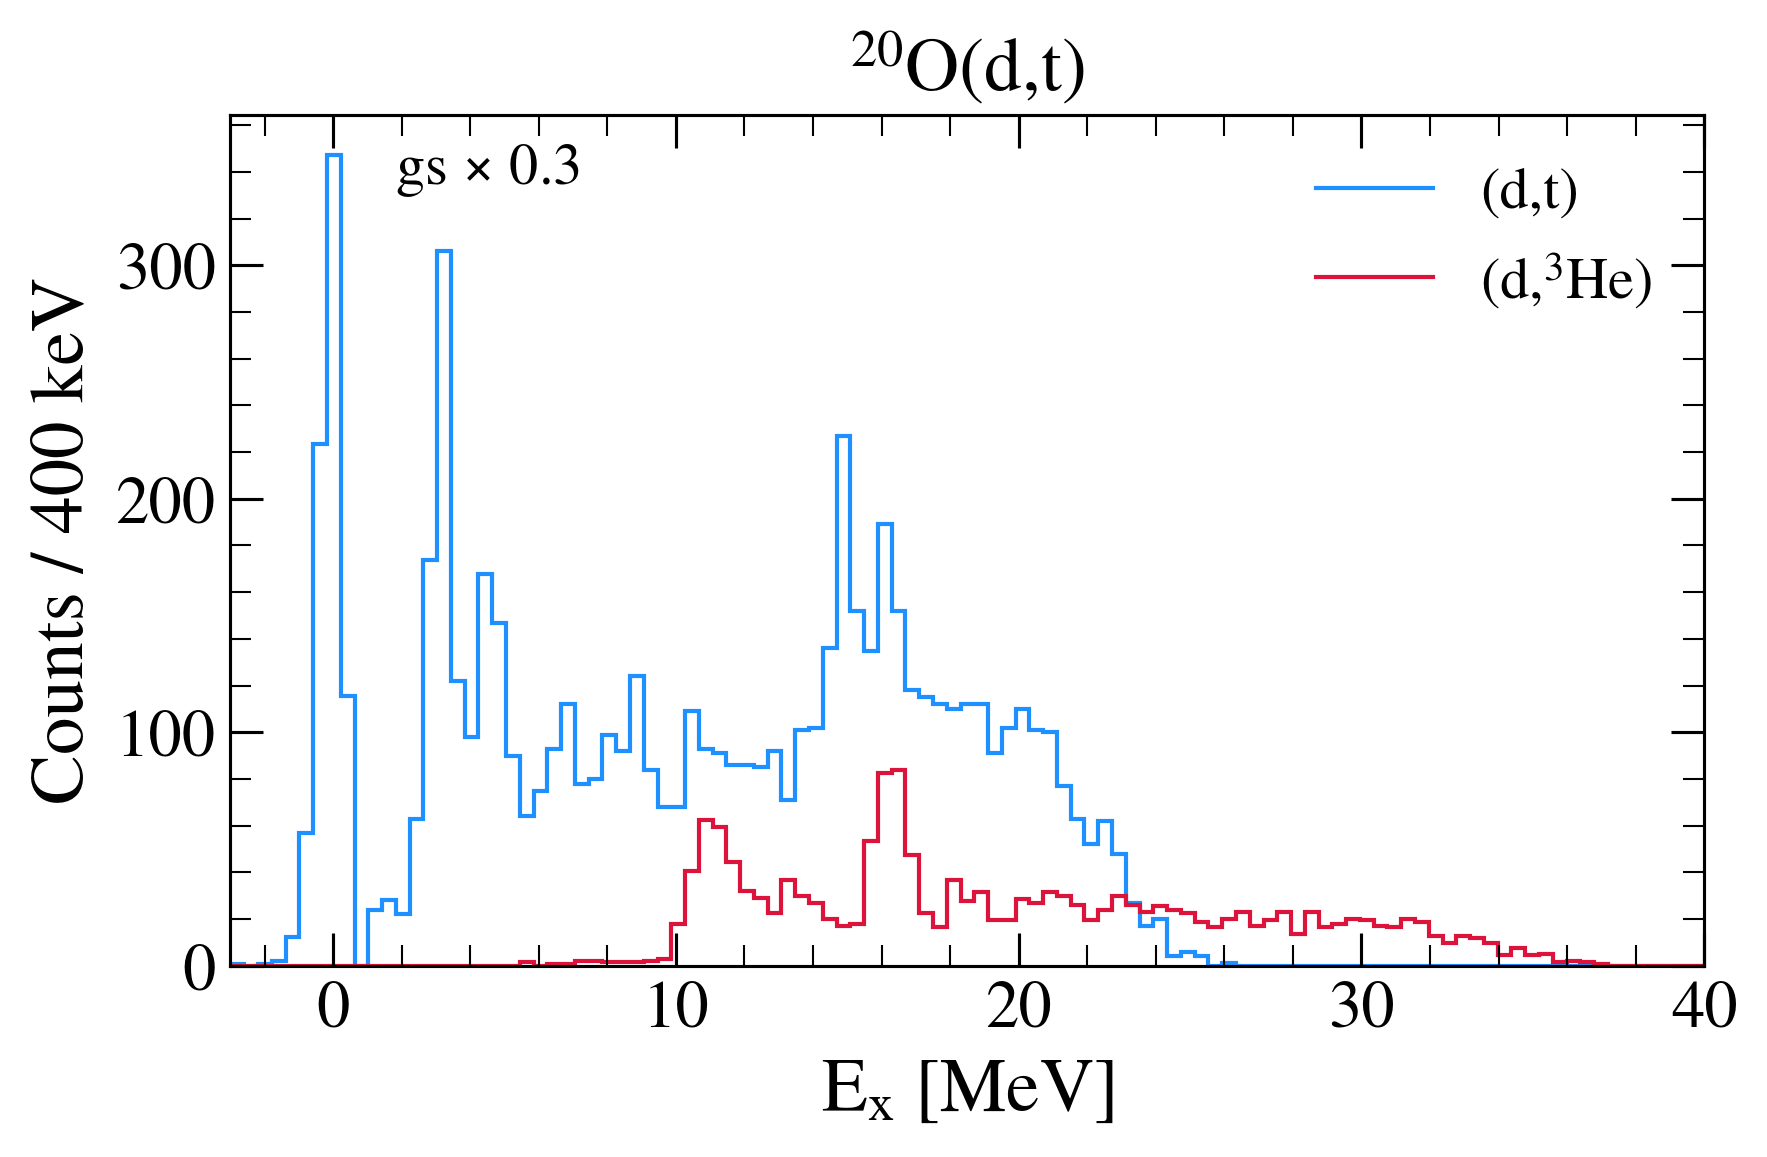 ²⁰O(d,t)
gs × 0.3
(d,t)
(d,³He)
Counts / 400 keV
300
200
100
0
0 10 20 30 40
Eₓ [MeV]